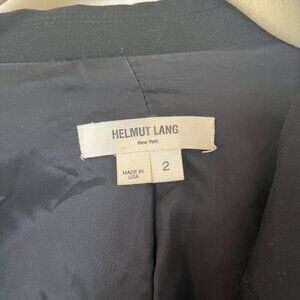 HELMUT LANG
New York
MADE IN
USA
2